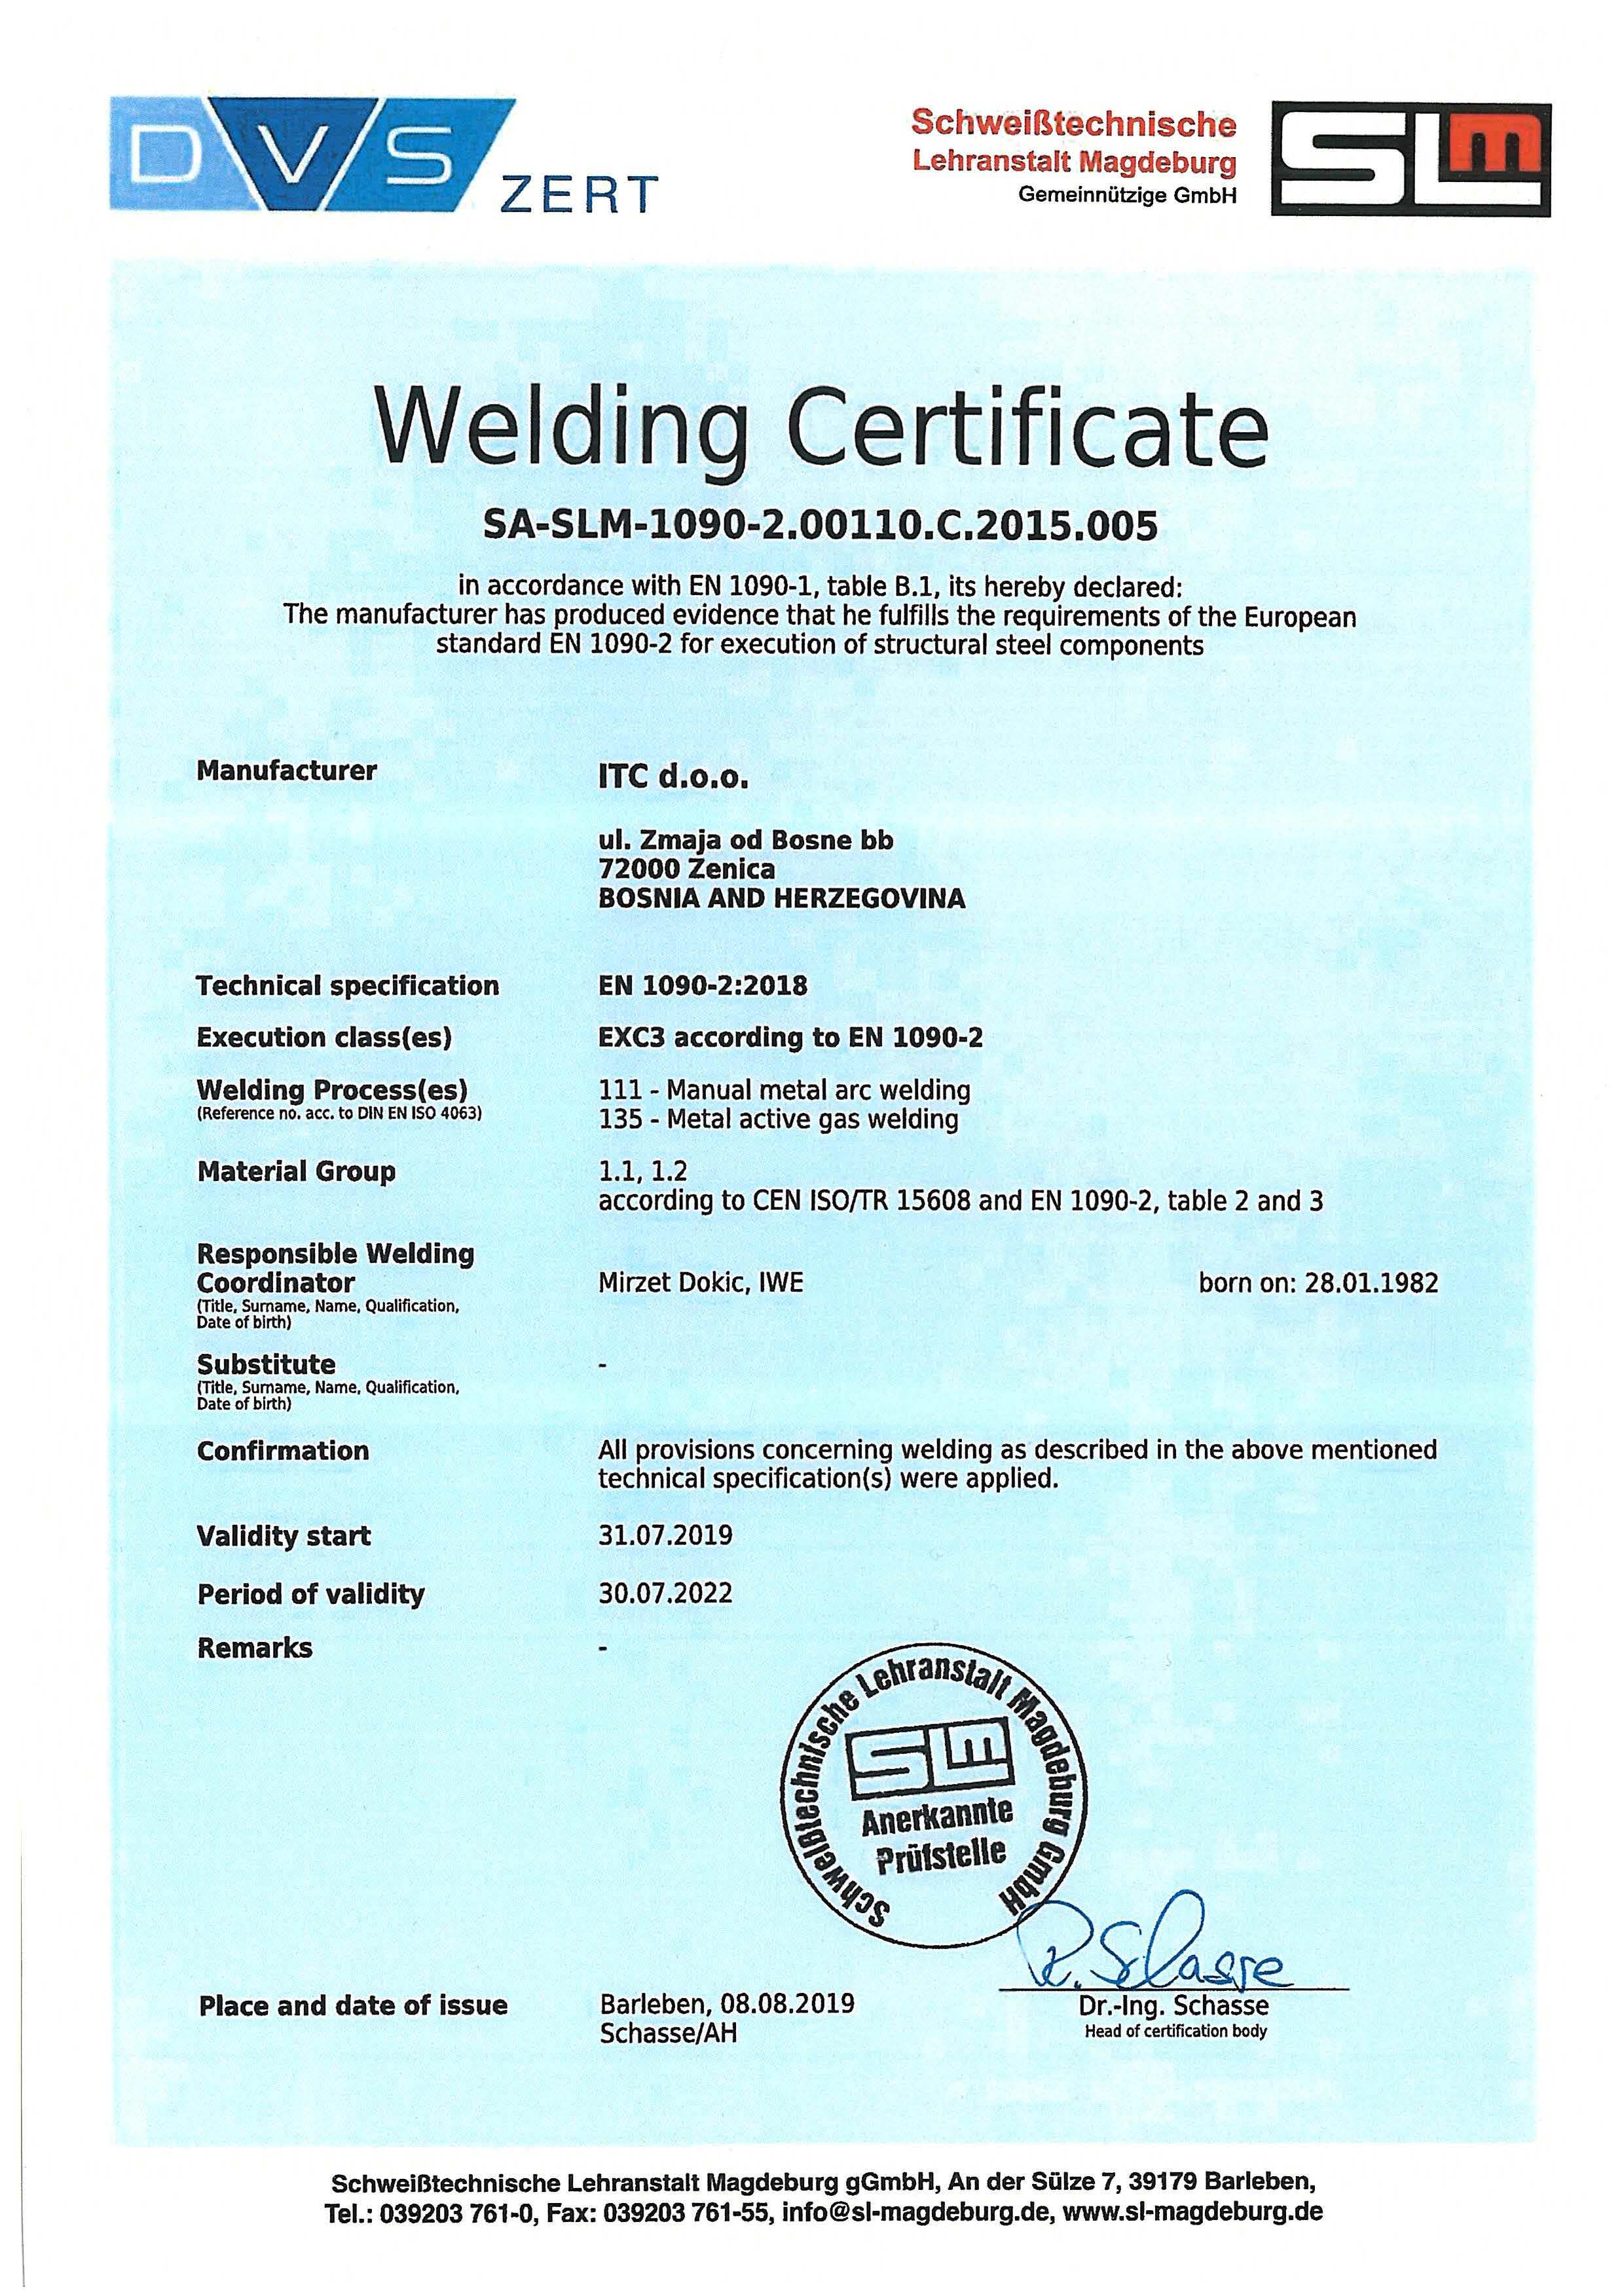 DVS ZERT
Schweißtechnische
Lehranstalt Magdeburg
Gemeinnützige GmbH
SLM
Welding Certificate
SA-SLM-1090-2.00110.C.2015.005
in accordance with EN 1090-1, table B.1, its hereby declared:
The manufacturer has produced evidence that he fulfills the requirements of the European
standard EN 1090-2 for execution of structural steel components
Manufacturer ITC d.o.o.
ul. Zmaja od Bosne bb
72000 Zenica
BOSNIA AND HERZEGOVINA
Technical specification EN 1090-2:2018
Execution class(es) EXC3 according to EN 1090-2
Welding Process(es) 111 - Manual metal arc welding
(Reference no. acc. to DIN EN ISO 4063) 135 - Metal active gas welding
Material Group 1.1, 1.2
according to CEN ISO/TR 15608 and EN 1090-2, table 2 and 3
Responsible Welding
Coordinator Mirzet Dokic, IWE born on: 28.01.1982
(Title, Surname, Name, Qualification,
Date of birth)
Substitute -
(Title, Surname, Name, Qualification,
Date of birth)
Confirmation All provisions concerning welding as described in the above mentioned
technical specification(s) were applied.
Validity start 31.07.2019
Period of validity 30.07.2022
Remarks -
Schweißtechnische Lehranstalt Magdeburg GmbH
SLM
Anerkannte
Prüfstelle
R. Schasse
Place and date of issue Barleben, 08.08.2019 Dr.-Ing. Schasse
Schasse/AH Head of certification body
Schweißtechnische Lehranstalt Magdeburg gGmbH, An der Sülze 7, 39179 Barleben,
Tel.: 039203 761-0, Fax: 039203 761-55, info@sl-magdeburg.de, www.sl-magdeburg.de